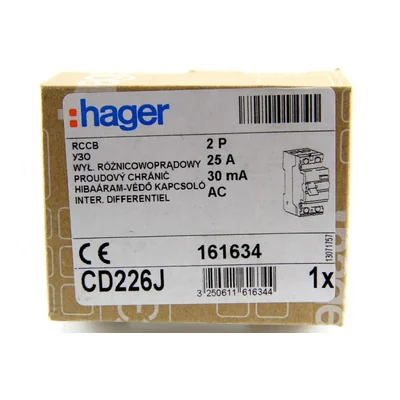 :hager
RCCB 2 P
УЗО 25 A
WYŁ. RÓŻNICOWOPRĄDOWY 30 mA
PROUDOVÝ CHRÁNIČ AC
HIBAÁRAM-VÉDŐ KAPCSOLÓ
INTER. DIFFERENTIEL
13071757
CE 161634
CD226J
3 250611 616344
1x